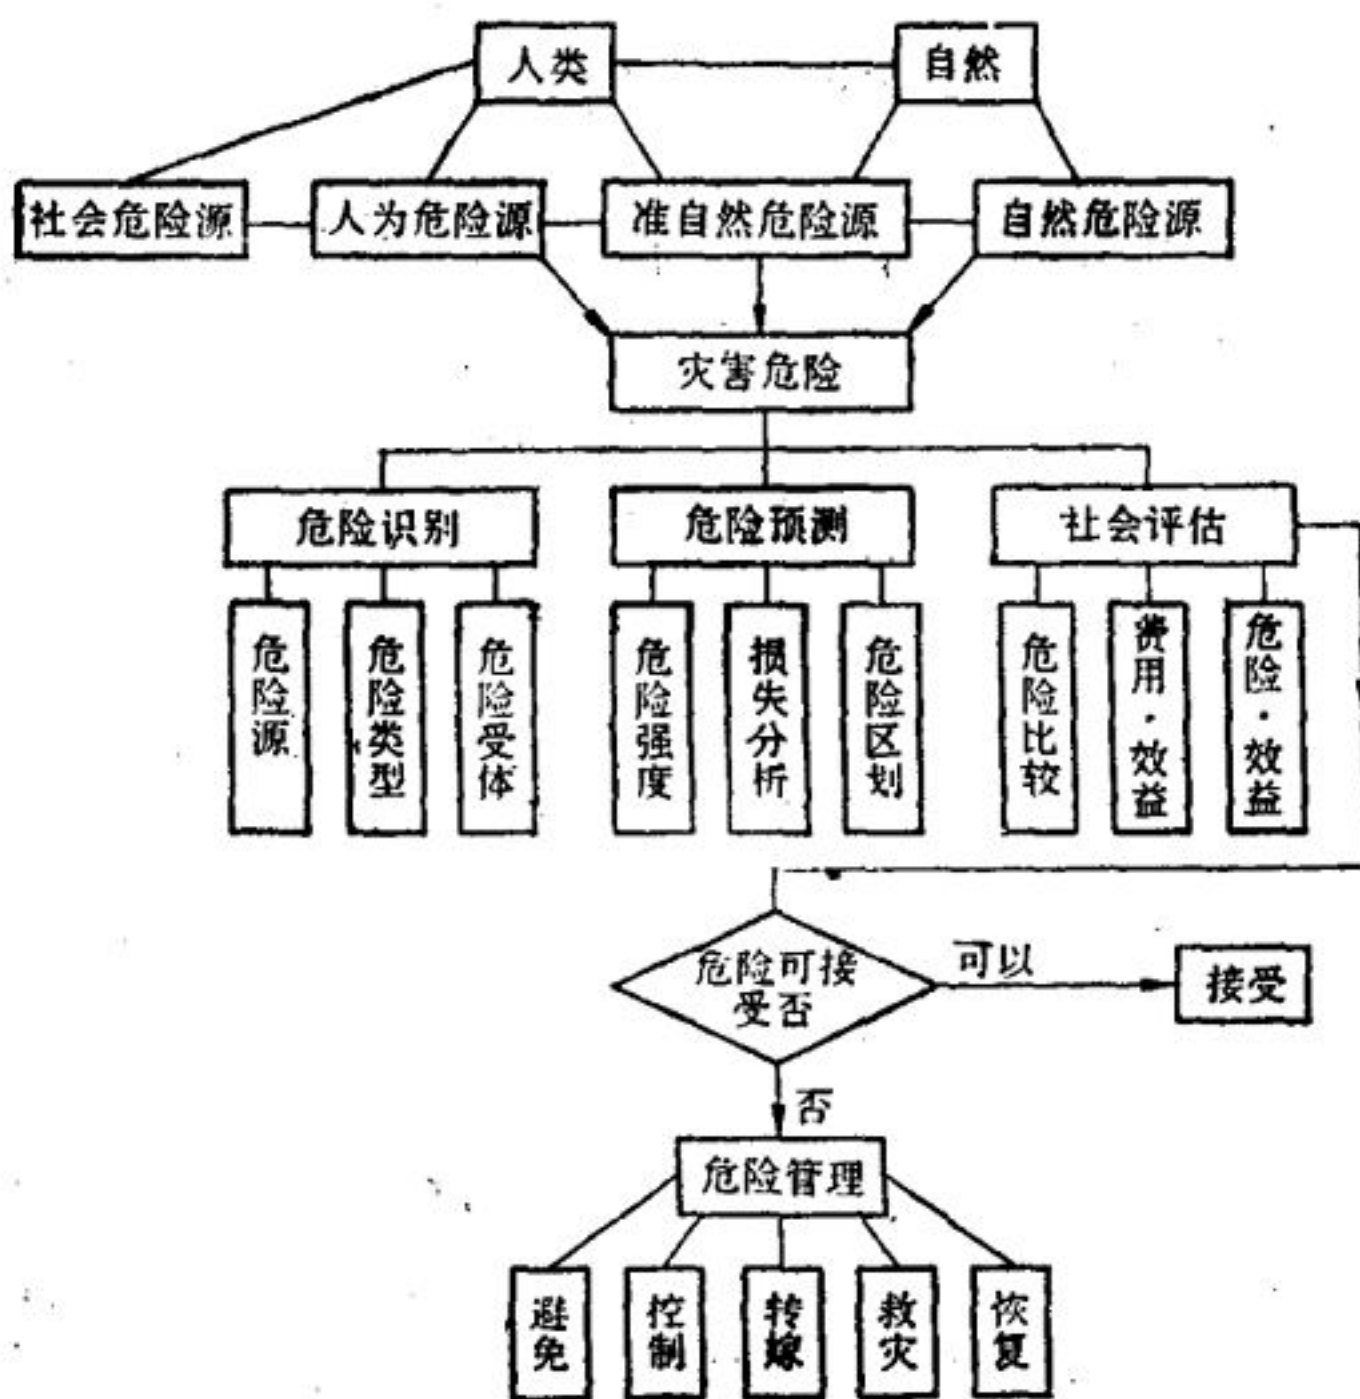 人类
自然
社会危险源
人为危险源
准自然危险源
自然危险源
灾害危险
危险识别
危险预测
社会评估
危险源
危险类型
危险受体
危险强度
损失分析
危险区划
危险比较
费用·效益
危险·效益
危险可接
受否
可以
接受
否
危险管理
避免
控制
转嫁
救灾
恢复